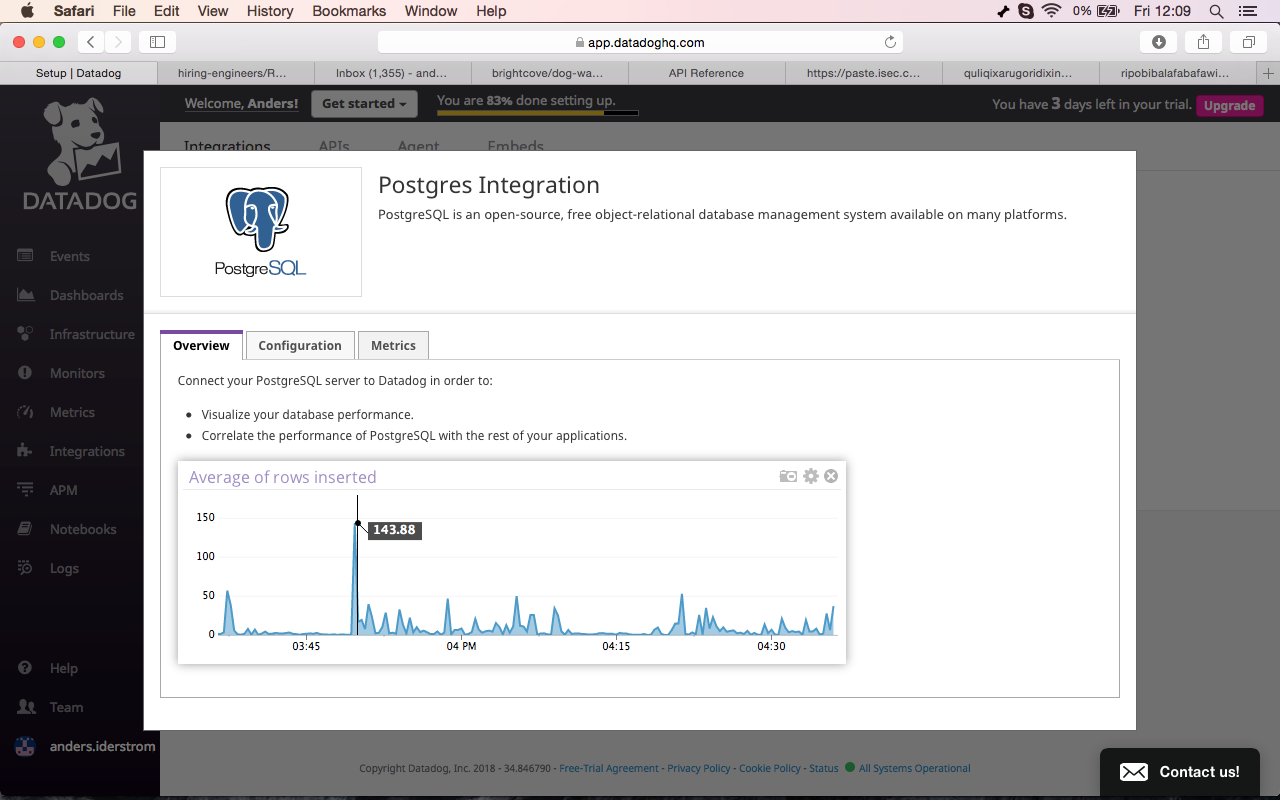 Safari File Edit View History Bookmarks Window Help 0% Fri 12:09
app.datadoghq.com
Setup | Datadog hiring-engineers/R... Inbox (1,355) - and... brightcove/dog-wa... API Reference https://paste.isec.c... quliqixarugoridixin... ripobibalafabafawi...
Welcome, Anders! Get started You are 83% done setting up. You have 3 days left in your trial. Upgrade
DATADOG
Events
Dashboards
Infrastructure
Monitors
Metrics
Integrations
APM
Notebooks
Logs
Help
Team
anders.iderstrom
Integrations APIs Agent Embeds
PostgreSQL
Postgres Integration
PostgreSQL is an open-source, free object-relational database management system available on many platforms.
Overview Configuration Metrics
Connect your PostgreSQL server to Datadog in order to:
Visualize your database performance.
Correlate the performance of PostgreSQL with the rest of your applications.
Average of rows inserted
150
143.88
100
50
0
03:45 04 PM 04:15 04:30
Copyright Datadog, Inc. 2018 - 34.846790 - Free-Trial Agreement - Privacy Policy - Cookie Policy - Status All Systems Operational
Contact us!